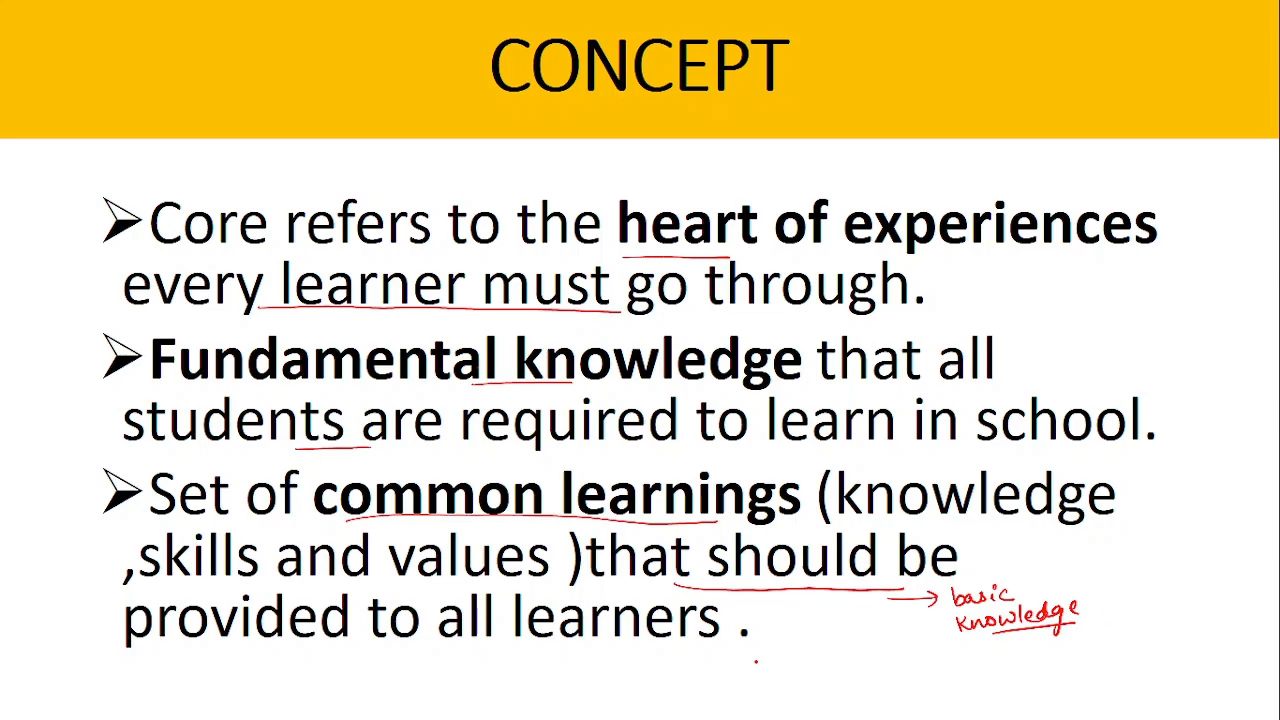 CONCEPT
➢Core refers to the heart of experiences
every learner must go through.
➢Fundamental knowledge that all
students are required to learn in school.
➢Set of common learnings (knowledge
,skills and values )that should be
provided to all learners .
→ basic
knowledge